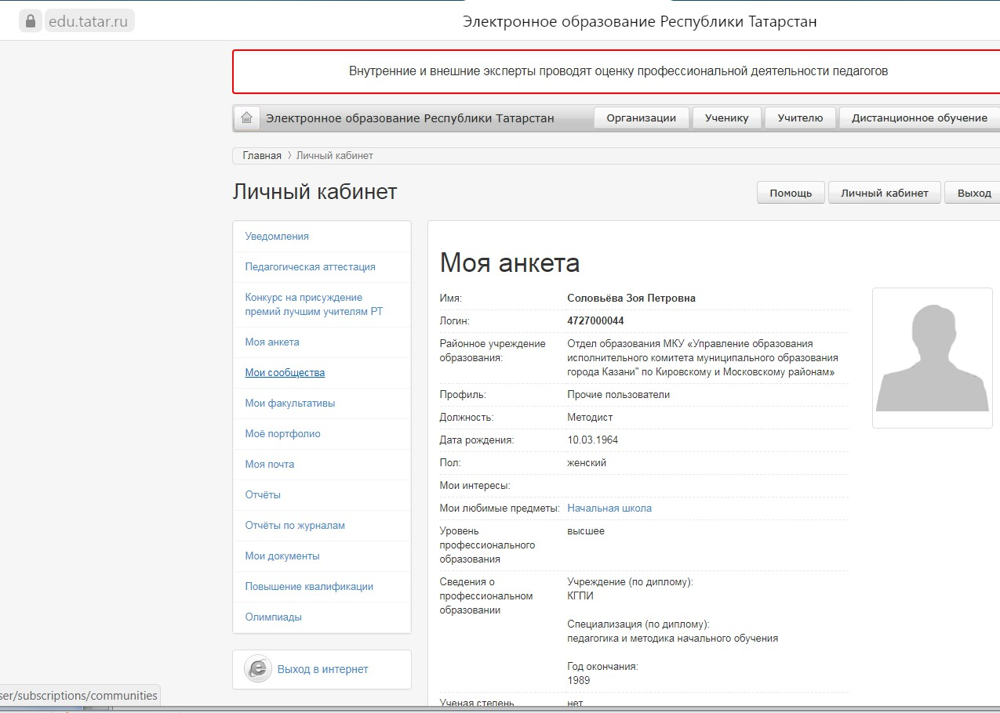 edu.tatar.ru
Электронное образование Республики Татарстан
Внутренние и внешние эксперты проводят оценку профессиональной деятельности педагогов
Электронное образование Республики Татарстан
Организации
Ученику
Учителю
Дистанционное обучение
Главная 〉 Личный кабинет
Личный кабинет
Помощь
Личный кабинет
Выход
Уведомления
Педагогическая аттестация
Конкурс на присуждение
премий лучшим учителям РТ
Моя анкета
Мои сообщества
Мои факультативы
Моё портфолио
Моя почта
Отчёты
Отчёты по журналам
Мои документы
Повышение квалификации
Олимпиады
Выход в интернет
Моя анкета
Имя: Соловьёва Зоя Петровна
Логин: 4727000044
Районное учреждение Отдел образования МКУ «Управление образования
образования: исполнительного комитета муниципального образования
города Казани" по Кировскому и Московскому районам»
Профиль: Прочие пользователи
Должность: Методист
Дата рождения: 10.03.1964
Пол: женский
Мои интересы:
Мои любимые предметы: Начальная школа
Уровень высшее
профессионального
образования
Сведения о Учреждение (по диплому):
профессиональном КГПИ
образовании
Специализация (по диплому):
педагогика и методика начального обучения
Год окончания:
1989
Ученая степень нет
ser/subscriptions/communities